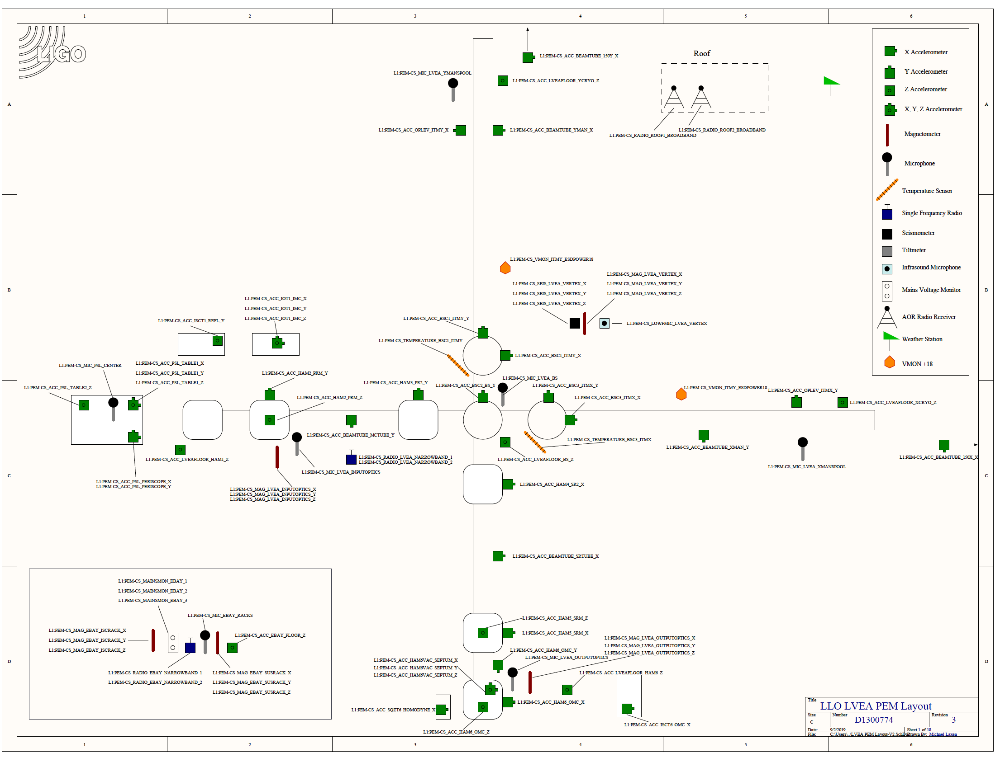 1 2 3 4 5 6
LIGO
A
A
B
B
C
C
D
D
L1:PEM-CS_ACC_BEAMTUBE_150Y_X
L1:PEM-CS_MIC_LVEA_YMANSPOOL
L1:PEM-CS_ACC_LVEAFLOOR_YCRYO_Z
L1:PEM-CS_ACC_OPLEV_ITMY_X
L1:PEM-CS_ACC_BEAMTUBE_YMAN_X
Roof
L1:PEM-CS_RADIO_ROOF2_BROADBAND
L1:PEM-CS_RADIO_ROOF1_BROADBAND
X Accelerometer
Y Accelerometer
Z Accelerometer
X, Y, Z Accelerometer
Magnetometer
Microphone
Temperature Sensor
Single Frequency Radio
Seismometer
Tiltmeter
Infrasound Microphone
Mains Voltage Monitor
AOR Radio Receiver
Weather Station
VMON +18
L1:PEM-CS_VMON_ITMY_ESDPOWER18
L1:PEM-CS_MAG_LVEA_VERTEX_X
L1:PEM-CS_MAG_LVEA_VERTEX_Y
L1:PEM-CS_MAG_LVEA_VERTEX_Z
L1:PEM-CS_SEIS_LVEA_VERTEX_X
L1:PEM-CS_SEIS_LVEA_VERTEX_Y
L1:PEM-CS_SEIS_LVEA_VERTEX_Z
L1:PEM-CS_LOWFMIC_LVEA_VERTEX
L1:PEM-CS_ACC_IOT1_IMC_X
L1:PEM-CS_ACC_IOT1_IMC_Y
L1:PEM-CS_ACC_IOT1_IMC_Z
L1:PEM-CS_ACC_ISCT1_REFL_Y
L1:PEM-CS_ACC_BSC1_ITMY_Y
L1:PEM-CS_TEMPERATURE_BSC1_ITMY
L1:PEM-CS_ACC_BSC1_ITMY_X
L1:PEM-CS_MIC_PSL_CENTER
L1:PEM-CS_ACC_PSL_TABLE1_X
L1:PEM-CS_ACC_PSL_TABLE1_Y
L1:PEM-CS_ACC_PSL_TABLE1_Z
L1:PEM-CS_ACC_PSL_TABLE2_Z
L1:PEM-CS_ACC_HAM2_PRM_Y
L1:PEM-CS_ACC_HAM2_PRM_Z
L1:PEM-CS_ACC_HAM3_PR2_Y
L1:PEM-CS_ACC_BSC2_BS_Y
L1:PEM-CS_MIC_LVEA_BS
L1:PEM-CS_ACC_BSC3_ITMX_Y
L1:PEM-CS_ACC_BSC3_ITMX_X
L1:PEM-CS_VMON_ITMY_ESDPOWER18
L1:PEM-CS_ACC_OPLEV_ITMX_Y
L1:PEM-CS_ACC_LVEAFLOOR_XCRYO_Z
L1:PEM-CS_ACC_BEAMTUBE_MCTUBE_Y
L1:PEM-CS_TEMPERATURE_BSC3_ITMX
L1:PEM-CS_ACC_BEAMTUBE_XMAN_Y
L1:PEM-CS_ACC_LVEAFLOOR_HAM1_Z
L1:PEM-CS_RADIO_LVEA_NARROWBAND_1
L1:PEM-CS_RADIO_LVEA_NARROWBAND_2
L1:PEM-CS_ACC_LVEAFLOOR_BS_Z
L1:PEM-CS_ACC_BEAMTUBE_150X_X
L1:PEM-CS_MIC_LVEA_XMANSPOOL
L1:PEM-CS_MIC_LVEA_INPUTOPTICS
L1:PEM-CS_ACC_PSL_PERISCOPE_X
L1:PEM-CS_ACC_PSL_PERISCOPE_Y
L1:PEM-CS_ACC_HAM4_SR2_X
L1:PEM-CS_MAG_LVEA_INPUTOPTICS_X
L1:PEM-CS_MAG_LVEA_INPUTOPTICS_Y
L1:PEM-CS_MAG_LVEA_INPUTOPTICS_Z
L1:PEM-CS_ACC_BEAMTUBE_SRTUBE_X
L1:PEM-CS_MAINSMON_EBAY_1
L1:PEM-CS_MAINSMON_EBAY_2
L1:PEM-CS_MAINSMON_EBAY_3
L1:PEM-CS_MIC_EBAY_RACKS
L1:PEM-CS_MAG_EBAY_ISCRACK_X
L1:PEM-CS_MAG_EBAY_ISCRACK_Y
L1:PEM-CS_MAG_EBAY_ISCRACK_Z
L1:PEM-CS_ACC_EBAY_FLOOR_Z
L1:PEM-CS_RADIO_EBAY_NARROWBAND_1
L1:PEM-CS_RADIO_EBAY_NARROWBAND_2
L1:PEM-CS_MAG_EBAY_SUSRACK_X
L1:PEM-CS_MAG_EBAY_SUSRACK_Y
L1:PEM-CS_MAG_EBAY_SUSRACK_Z
L1:PEM-CS_ACC_HAM5_SRM_Z
L1:PEM-CS_ACC_HAM5_SRM_X
L1:PEM-CS_MAG_LVEA_OUTPUTOPTICS_X
L1:PEM-CS_MAG_LVEA_OUTPUTOPTICS_Y
L1:PEM-CS_MAG_LVEA_OUTPUTOPTICS_Z
L1:PEM-CS_ACC_HAM6_OMC_Y
L1:PEM-CS_MIC_LVEA_OUTPUTOPTICS
L1:PEM-CS_ACC_HAM6VAC_SEPTUM_X
L1:PEM-CS_ACC_HAM6VAC_SEPTUM_Y
L1:PEM-CS_ACC_HAM6VAC_SEPTUM_Z
L1:PEM-CS_ACC_LVEAFLOOR_HAM6_Z
L1:PEM-CS_ACC_HAM6_OMC_X
L1:PEM-CS_ACC_SQZT6_HOMODYNE_X
L1:PEM-CS_ACC_ISCT6_OMC_X
L1:PEM-CS_ACC_HAM6_OMC_Z
Title
LLO LVEA PEM Layout
Size
C
Number
D1300774
Revision
3
Date: 9/2/2019 Sheet 1 of 18
File: C:\Users\..\LVEA PEM Layout-V2.SchDoc Drawn By: Michael Laxen
1 2 3 4 5 6